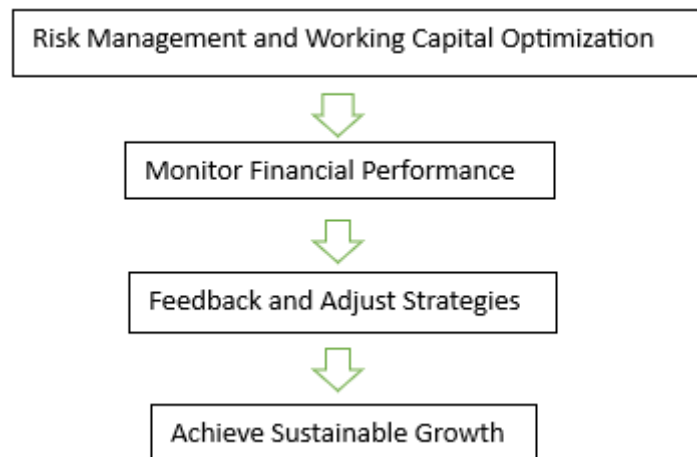 Risk Management and Working Capital Optimization
Monitor Financial Performance
Feedback and Adjust Strategies
Achieve Sustainable Growth